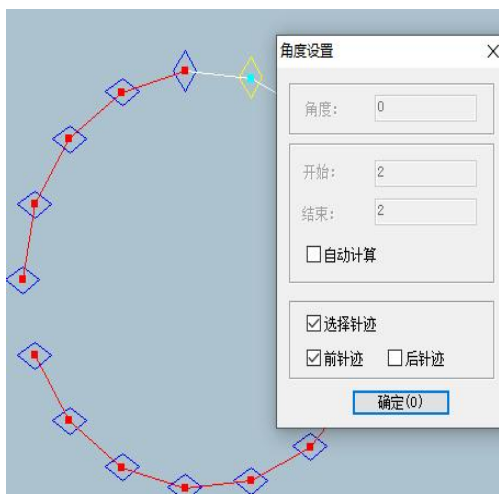 角度设置
角度： 0
开始： 2
结束： 2
自动计算
选择针迹
前针迹 后针迹
确定(O)